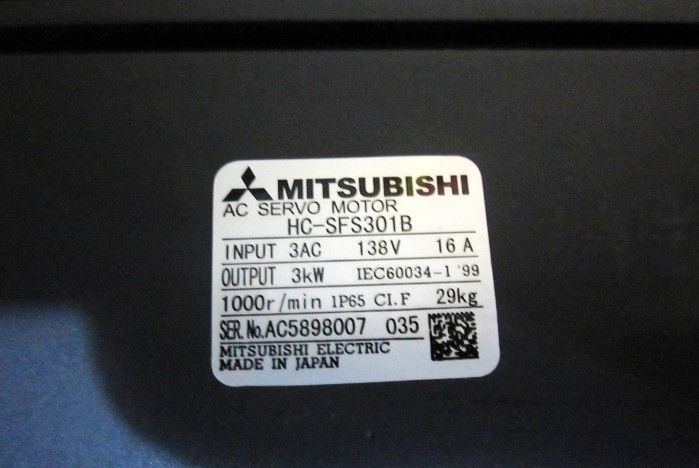 MITSUBISHI
AC SERVO MOTOR
HC-SFS301B
INPUT 3AC 138V 16 A
OUTPUT 3kW IEC60034-1 '99
1000r/min IP65 CI.F 29kg
SER.No.AC5898007 035
MITSUBISHI ELECTRIC
MADE IN JAPAN